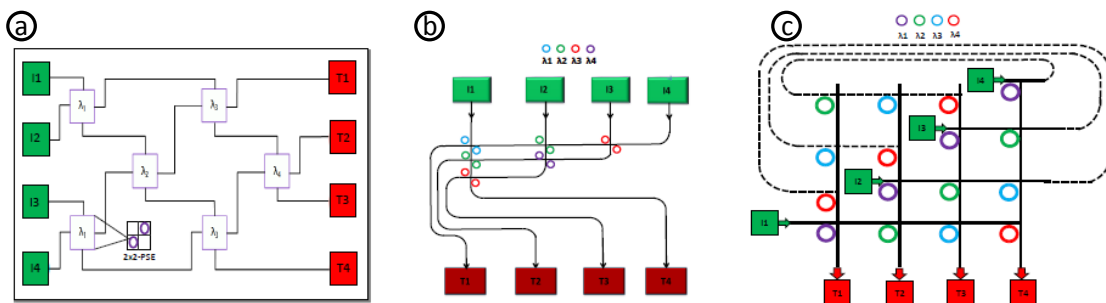 a
I1
I2
I3
I4
λ₁
λ₃
λ₂
λ₄
λ₁
λ₃
2x2-PSE
T1
T2
T3
T4
b
λ1 λ2 λ3 λ4
I1 I2 I3 I4
T1 T2 T3 T4
c
λ1 λ2 λ3 λ4
I4
I3
I2
I1
T1 T2 T3 T4